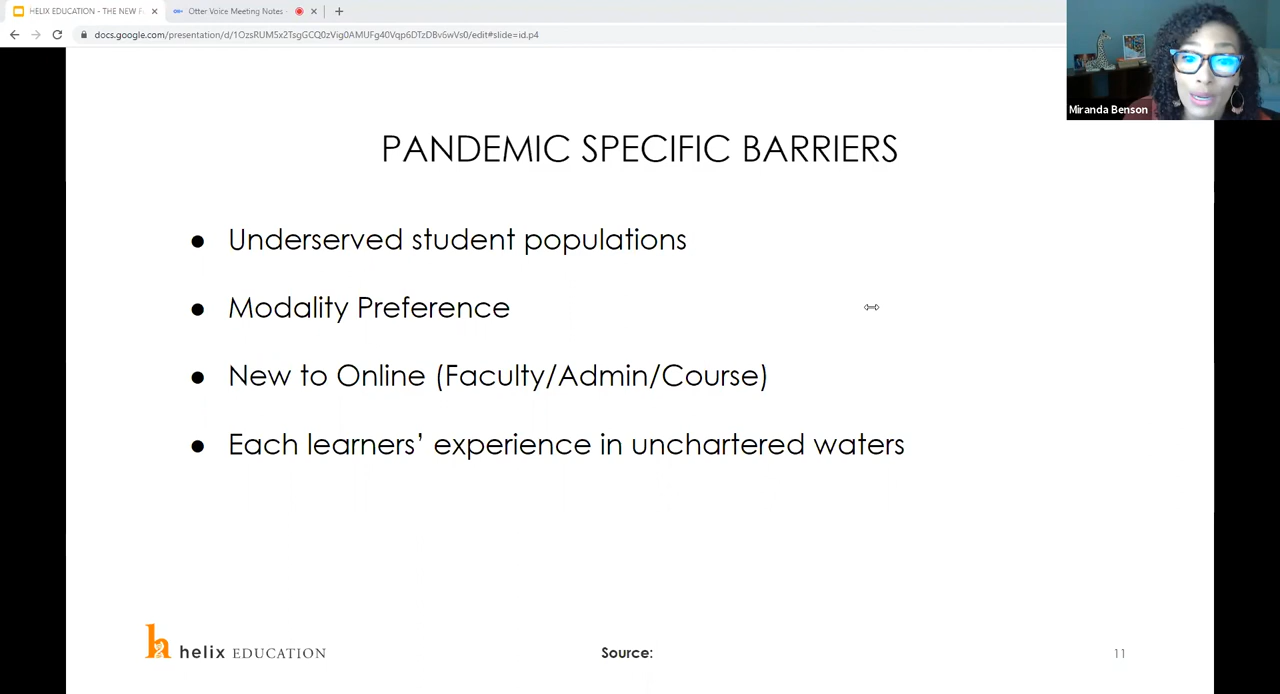 HELIX EDUCATION - THE NEW F
Otter Voice Meeting Notes -
docs.google.com/presentation/d/1OzsRUM5x2TsgGCQ0zVig0AMUFg40Vqp6DTzDBv6wVs0/edit#slide=id.p4
Miranda Benson
PANDEMIC SPECIFIC BARRIERS
● Underserved student populations
● Modality Preference
● New to Online (Faculty/Admin/Course)
● Each learners’ experience in unchartered waters
helix EDUCATION
Source:
11